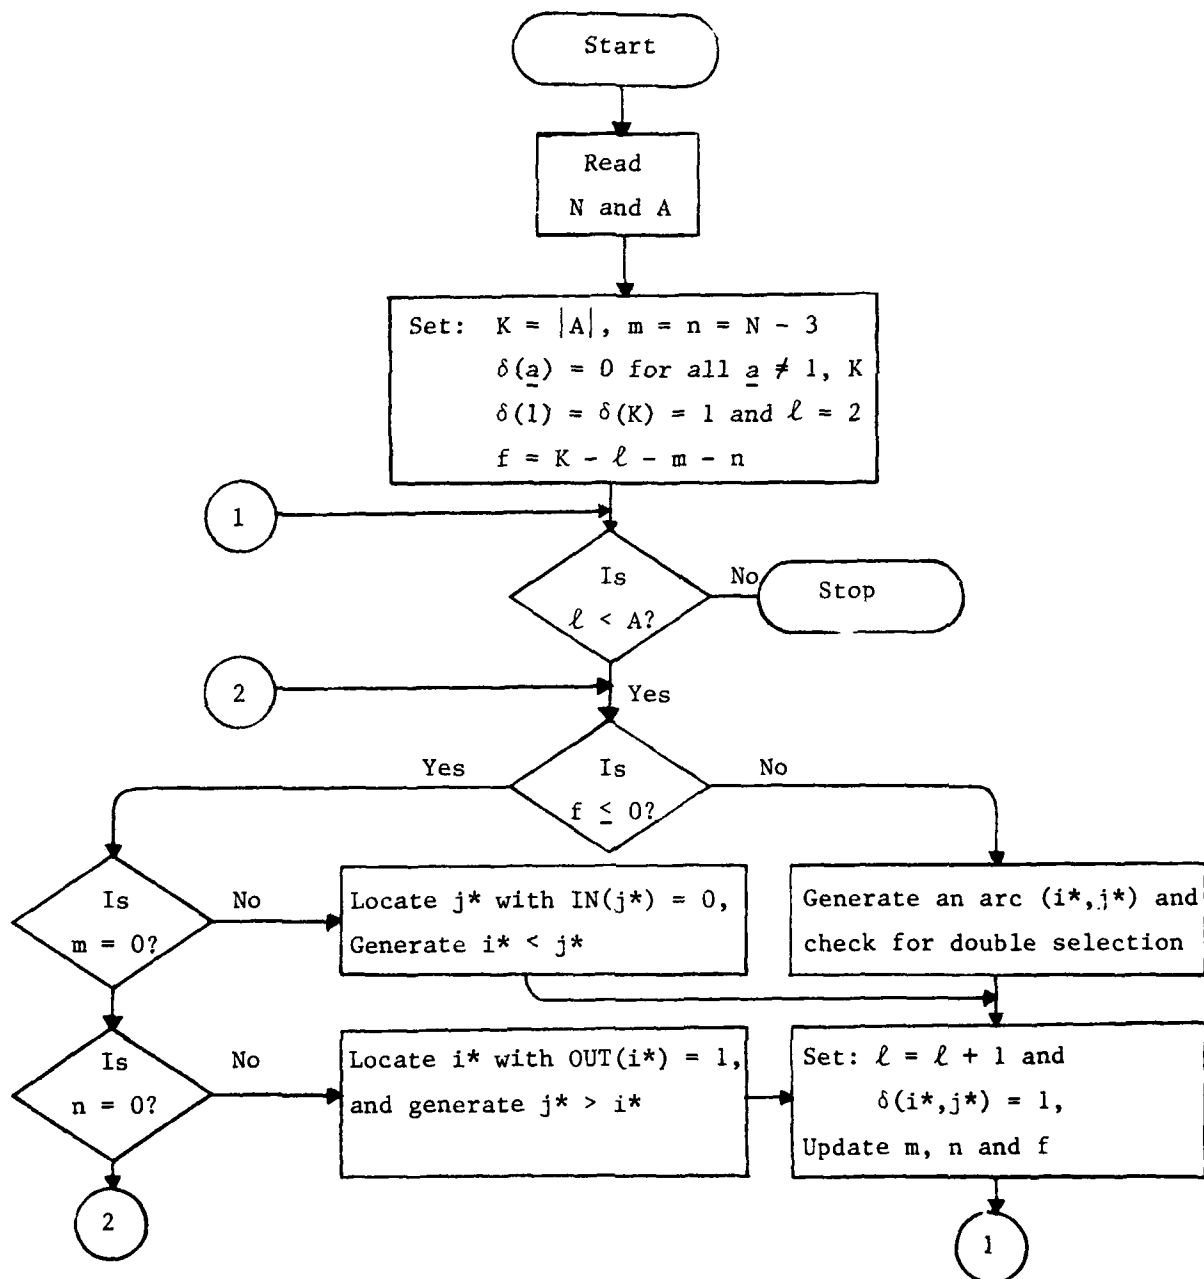 Start
Read
N and A
Set: K = |A|, m = n = N - 3
δ(a) = 0 for all a ≠ 1, K
δ(1) = δ(K) = 1 and ℓ = 2
f = K - ℓ - m - n
1
Is
ℓ < A?
No
Stop
2
Yes
Is
f ≤ 0?
Yes
No
Is
m = 0?
No
Locate j* with IN(j*) = 0,
Generate i* < j*
Generate an arc (i*,j*) and
check for double selection
Is
n = 0?
No
Locate i* with OUT(i*) = 1,
and generate j* > i*
Set: ℓ = ℓ + 1 and
δ(i*,j*) = 1,
Update m, n and f
2
1